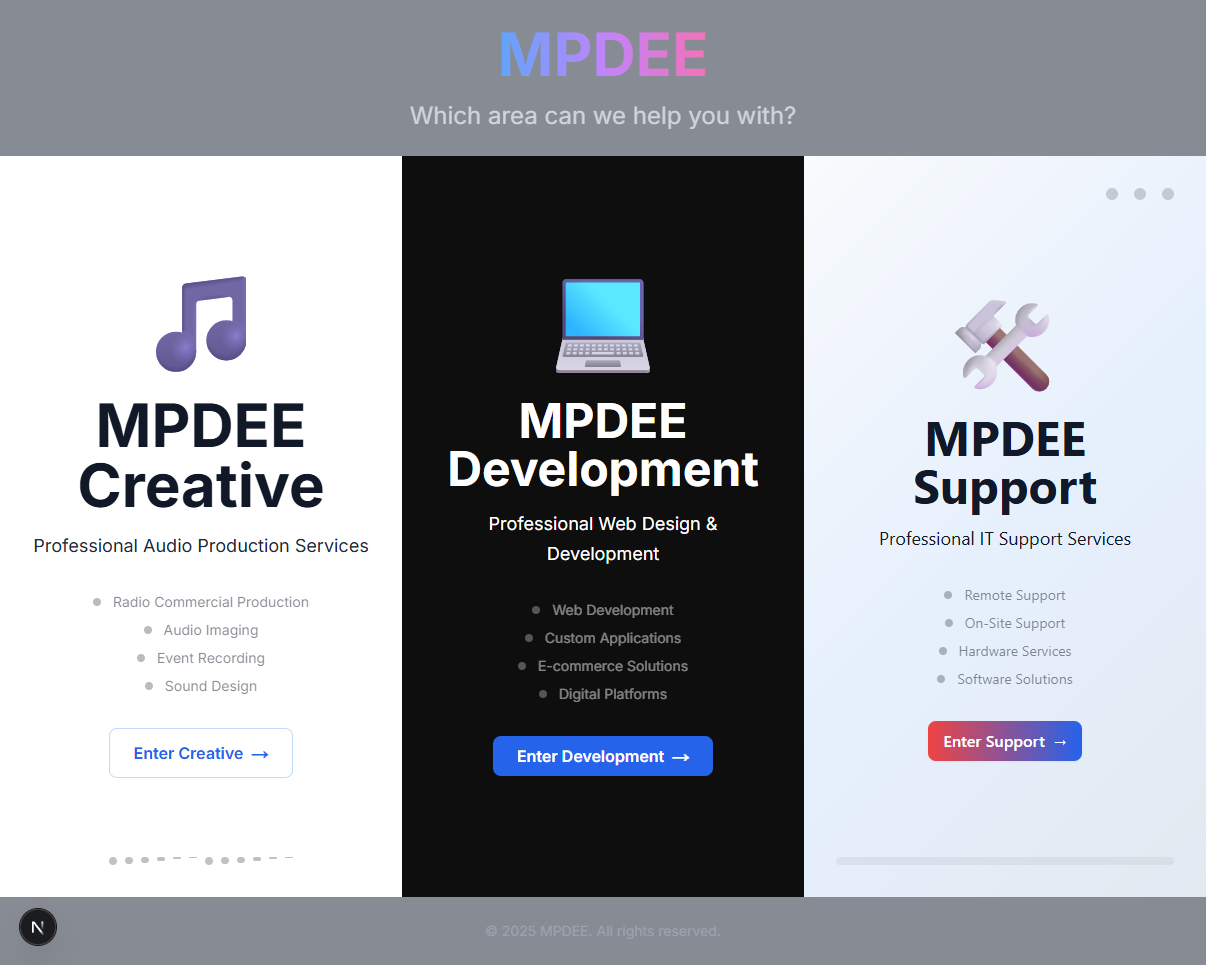 MPDEE
Which area can we help you with?
MPDEE
Creative
Professional Audio Production Services
Radio Commercial Production
Audio Imaging
Event Recording
Sound Design
Enter Creative →
MPDEE
Development
Professional Web Design &
Development
Web Development
Custom Applications
E-commerce Solutions
Digital Platforms
Enter Development →
MPDEE
Support
Professional IT Support Services
Remote Support
On-Site Support
Hardware Services
Software Solutions
Enter Support →
N
© 2025 MPDEE. All rights reserved.